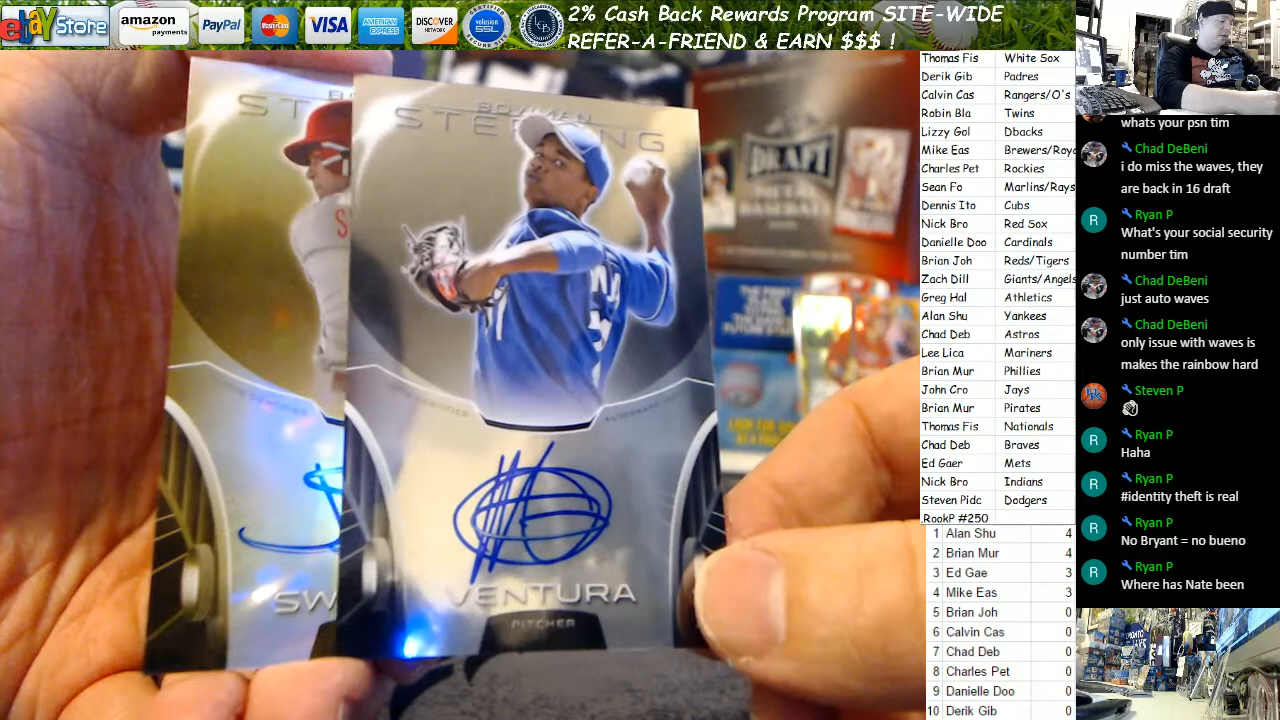 ebay Store
amazon
payments
PayPal
MasterCard
VISA
AMERICAN
EXPRESS
DISCOVER
NETWORK
2% Cash Back Rewards Program SITE-WIDE
REFER-A-FRIEND & EARN $$$ !
BOWMAN
STERLING
VENTURA
PITCHER
SW
DRAFT
Thomas Fis White Sox
Derik Gib Padres
Calvin Cas Rangers/O's
Robin Bla Twins
Lizzy Gol Dbacks
Mike Eas Brewers/Roya
Charles Pet Rockies
Sean Fo Marlins/Rays
Dennis Ito Cubs
Nick Bro Red Sox
Danielle Doo Cardinals
Brian Joh Reds/Tigers
Zach Dill Giants/Angels
Greg Hal Athletics
Alan Shu Yankees
Chad Deb Astros
Lee Lica Mariners
Brian Mur Phillies
John Cro Jays
Brian Mur Pirates
Thomas Fis Nationals
Chad Deb Braves
Ed Gaer Mets
Nick Bro Indians
Steven Pidc Dodgers
RookP #250
1 Alan Shu 4
2 Brian Mur 4
3 Ed Gae 3
4 Mike Eas 3
5 Brian Joh 0
6 Calvin Cas 0
7 Chad Deb 0
8 Charles Pet 0
9 Danielle Doo 0
10 Derik Gib 0
whats your psn tim
Chad DeBeni
i do miss the waves, they
are back in 16 draft
R
Ryan P
What's your social security
number tim
Chad DeBeni
just auto waves
Chad DeBeni
only issue with waves is
makes the rainbow hard
Steven P
R
Ryan P
Haha
R
Ryan P
#identity theft is real
R
Ryan P
No Bryant = no bueno
R
Ryan P
Where has Nate been